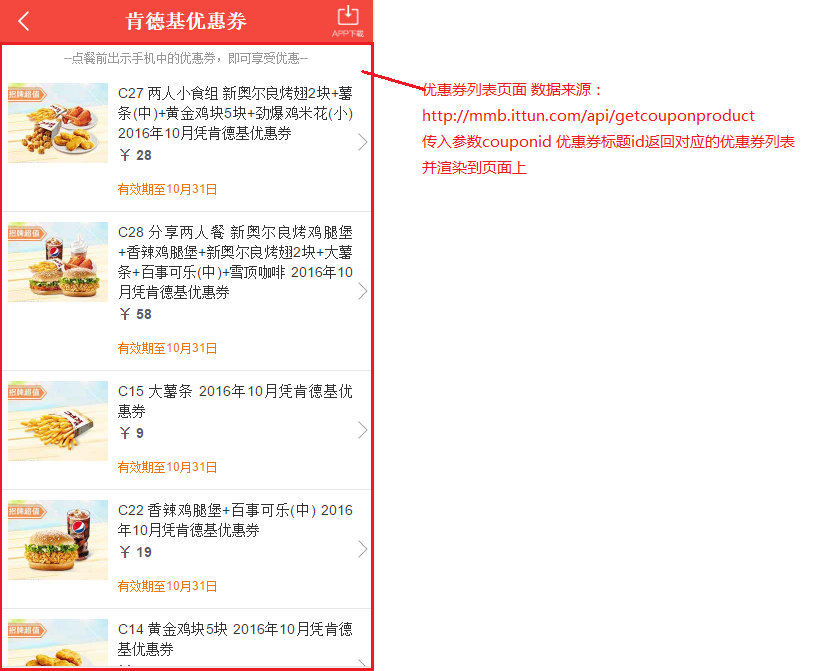 肯德基优惠券
APP下载
--点餐前出示手机中的优惠券，即可享受优惠--
招牌超值
C27 两人小食组 新奥尔良烤翅2块+薯
条(中)+黄金鸡块5块+劲爆鸡米花(小)
2016年10月凭肯德基优惠券
￥ 28
有效期至10月31日
招牌超值
C28 分享两人餐 新奥尔良烤鸡腿堡
+香辣鸡腿堡+新奥尔良烤翅2块+大薯
条+百事可乐(中)+雪顶咖啡 2016年10
月凭肯德基优惠券
￥ 58
有效期至10月31日
招牌超值
C15 大薯条 2016年10月凭肯德基优
惠券
￥ 9
有效期至10月31日
招牌超值
C22 香辣鸡腿堡+百事可乐(中) 2016
年10月凭肯德基优惠券
￥ 19
有效期至10月31日
招牌超值
C14 黄金鸡块5块 2016年10月凭肯德基
优惠券
优惠券列表页面 数据来源：
http://mmb.ittun.com/api/getcouponproduct
传入参数couponid 优惠券标题id返回对应的优惠券列表
并渲染到页面上